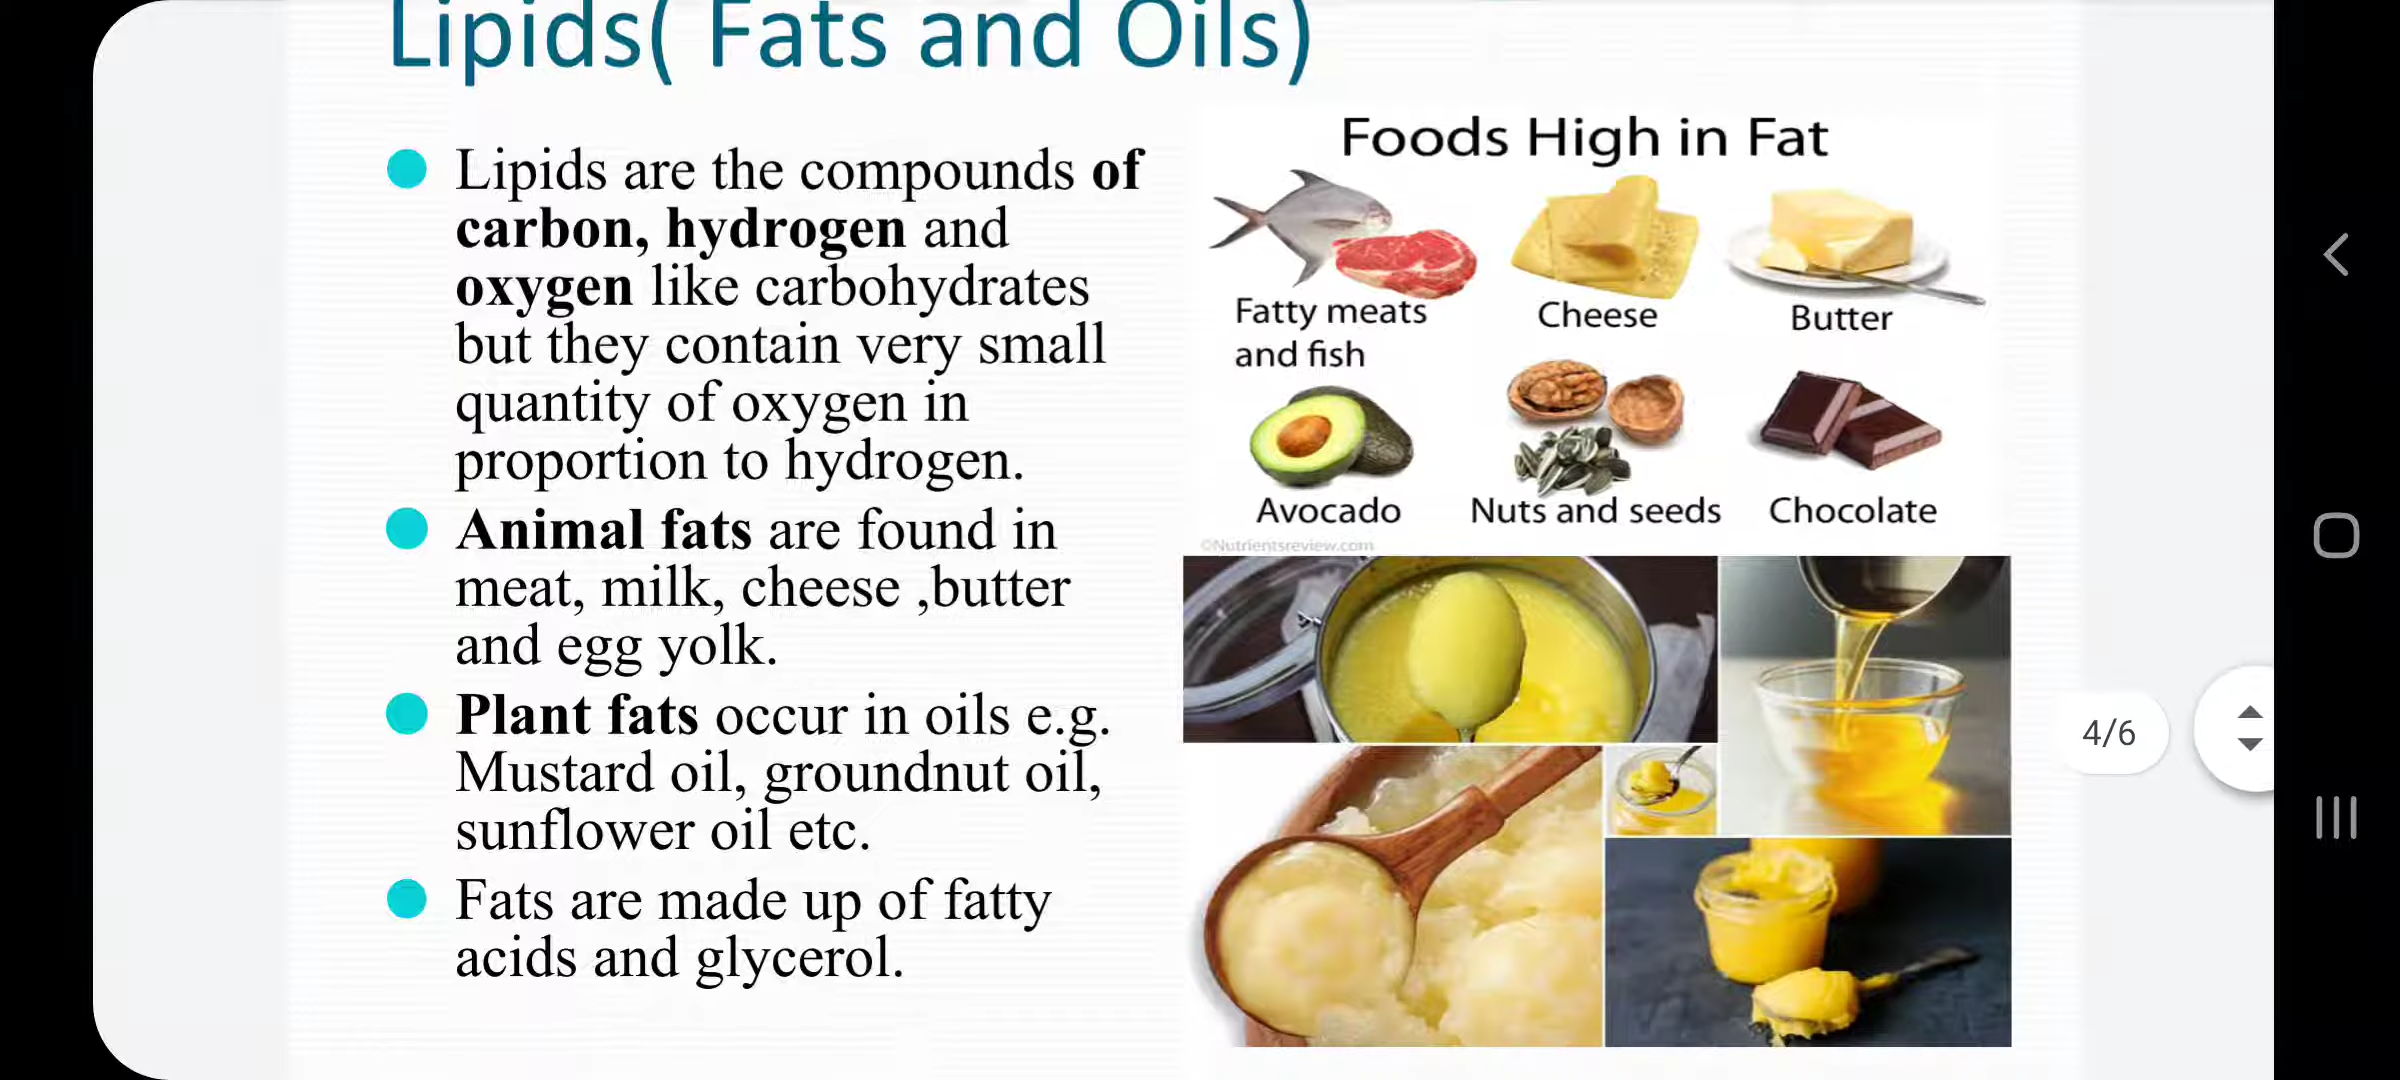 Lipids( Fats and Oils)
Lipids are the compounds of
carbon, hydrogen and
oxygen like carbohydrates
but they contain very small
quantity of oxygen in
proportion to hydrogen.
Animal fats are found in
meat, milk, cheese ,butter
and egg yolk.
Plant fats occur in oils e.g.
Mustard oil, groundnut oil,
sunflower oil etc.
Fats are made up of fatty
acids and glycerol.
Foods High in Fat
Fatty meats
and fish
Cheese
Butter
Avocado
Nuts and seeds
Chocolate
©Nutrientsreview.com
4/6